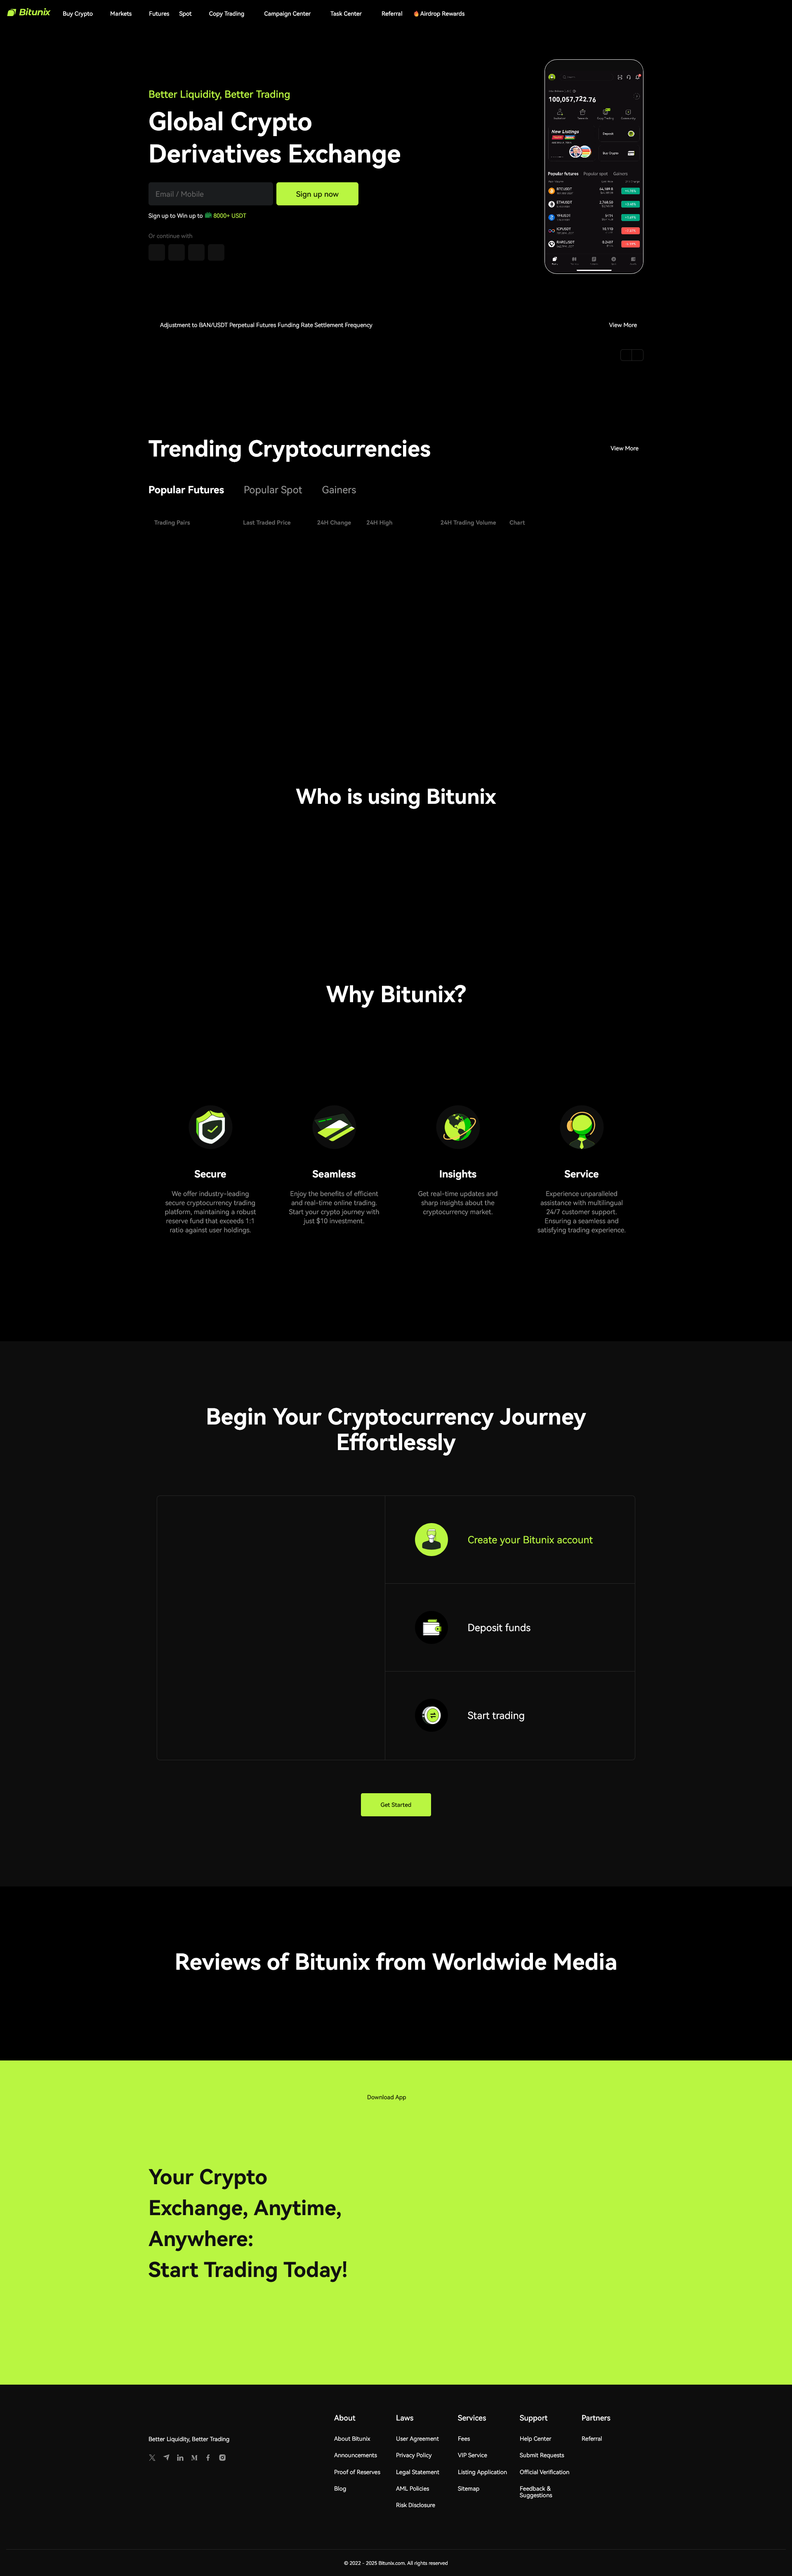 Bitunix
Buy Crypto Markets Futures Spot Copy Trading Campaign Center Task Center Referral Airdrop Rewards
Better Liquidity, Better Trading
Global Crypto
Derivatives Exchange
Email / Mobile
Sign up now
Sign up to Win up to 8000+ USDT
Or continue with
100,057,722.76
New Listings
Deposit
Buy Crypto
Popular futures Popular spot Gainers
Adjustment to BAN/USDT Perpetual Futures Funding Rate Settlement Frequency
View More
Trending Cryptocurrencies
View More
Popular Futures Popular Spot Gainers
Trading Pairs Last Traded Price 24H Change 24H High 24H Trading Volume Chart
Who is using Bitunix
Why Bitunix?
Secure
We offer industry-leading
secure cryptocurrency trading
platform, maintaining a robust
reserve fund that exceeds 1:1
ratio against user holdings.
Seamless
Enjoy the benefits of efficient
and real-time online trading.
Start your crypto journey with
just $10 investment.
Insights
Get real-time updates and
sharp insights about the
cryptocurrency market.
Service
Experience unparalleled
assistance with multilingual
24/7 customer support.
Ensuring a seamless and
satisfying trading experience.
Begin Your Cryptocurrency Journey
Effortlessly
Create your Bitunix account
Deposit funds
Start trading
Get Started
Reviews of Bitunix from Worldwide Media
Download App
Your Crypto
Exchange, Anytime,
Anywhere:
Start Trading Today!
Better Liquidity, Better Trading
About
About Bitunix
Announcements
Proof of Reserves
Blog
Laws
User Agreement
Privacy Policy
Legal Statement
AML Policies
Risk Disclosure
Services
Fees
VIP Service
Listing Application
Sitemap
Support
Help Center
Submit Requests
Official Verification
Feedback &
Suggestions
Partners
Referral
© 2022 - 2025 Bitunix.com. All rights reserved